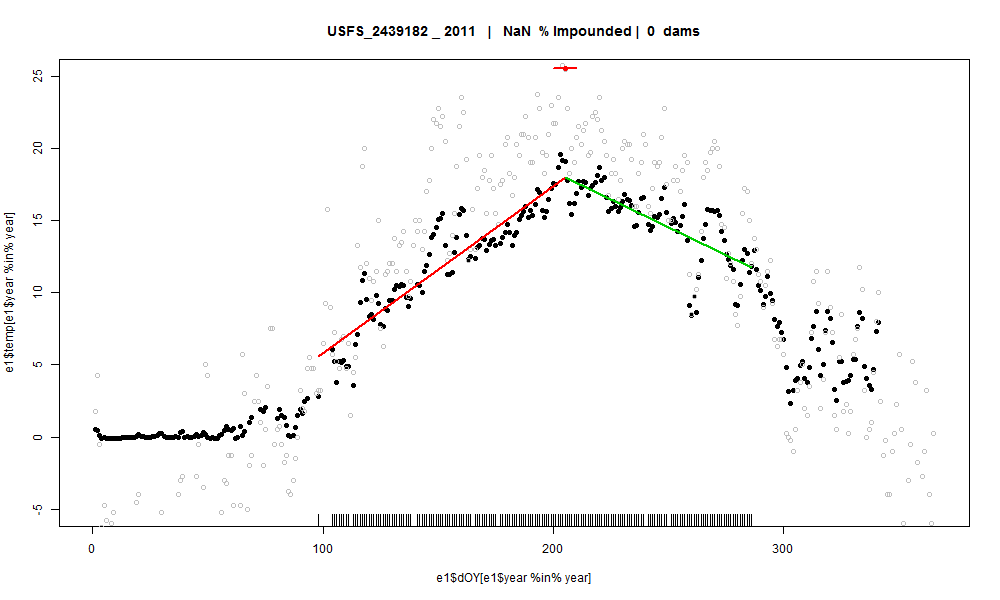 USFS_2439182 _ 2011 | NaN % Impounded | 0 dams
e1$temp[e1$year %in% year]
25
20
15
10
5
0
-5
0 100 200 300
e1$dOY[e1$year %in% year]